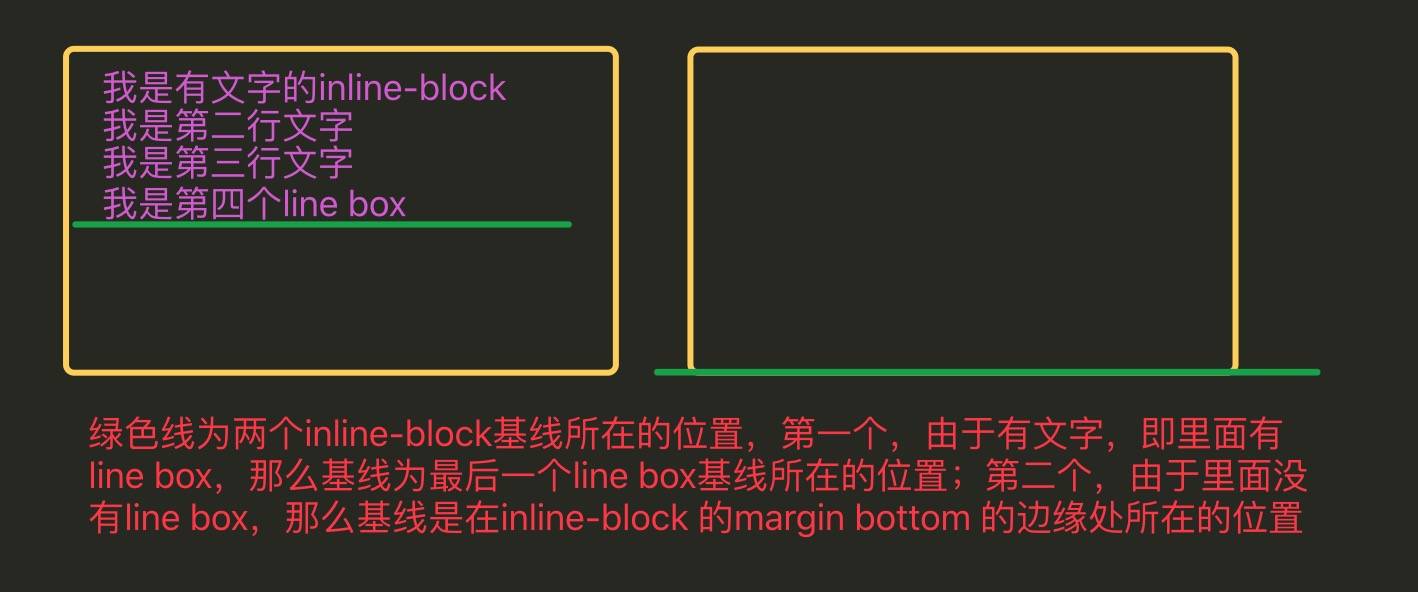 我是有文字的inline-block
我是第二行文字
我是第三行文字
我是第四个line box
绿色线为两个inline-block基线所在的位置，第一个，由于有文字，即里面有
line box，那么基线为最后一个line box基线所在的位置；第二个，由于里面没
有line box，那么基线是在inline-block 的margin bottom 的边缘处所在的位置